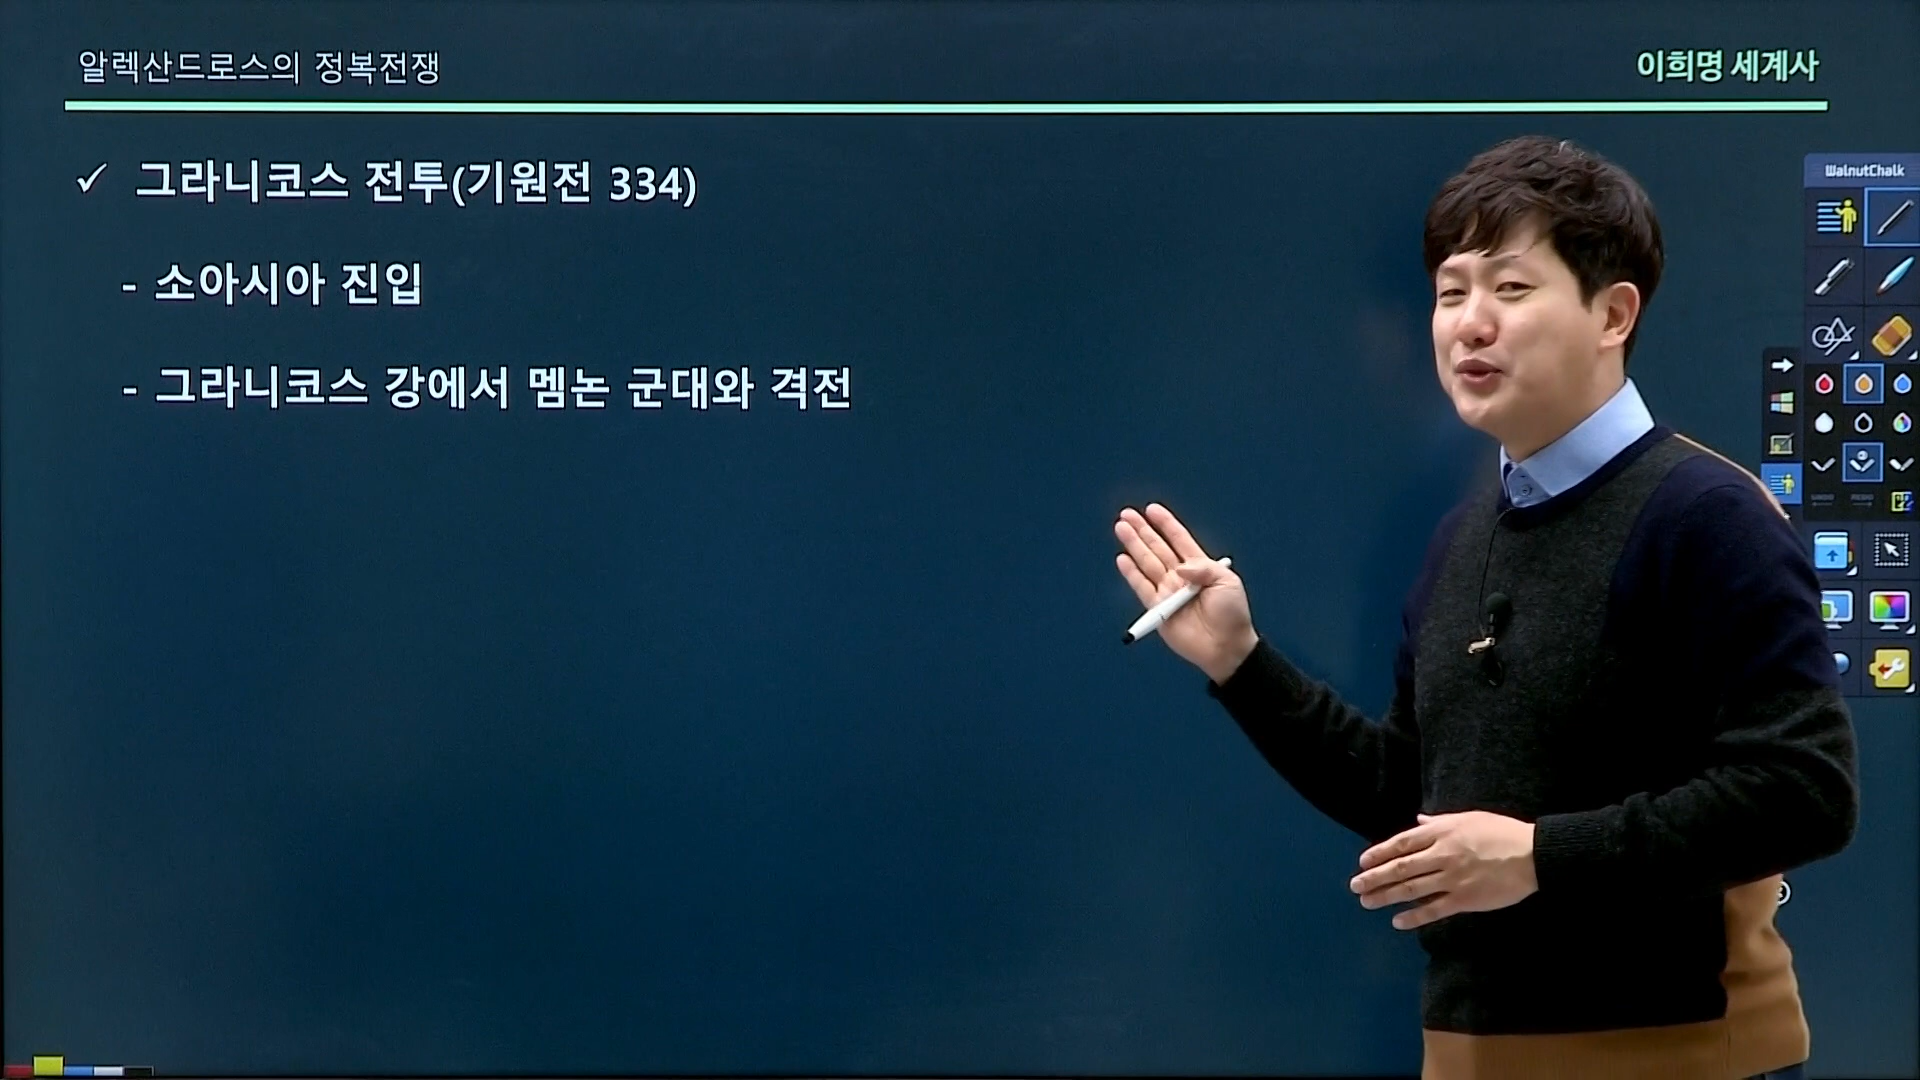 알렉산드로스의 정복전쟁
이희명 세계사
✓ 그라니코스 전투(기원전 334)
- 소아시아 진입
- 그라니코스 강에서 멤논 군대와 격전
WalnutChalk
UNDO
REDO